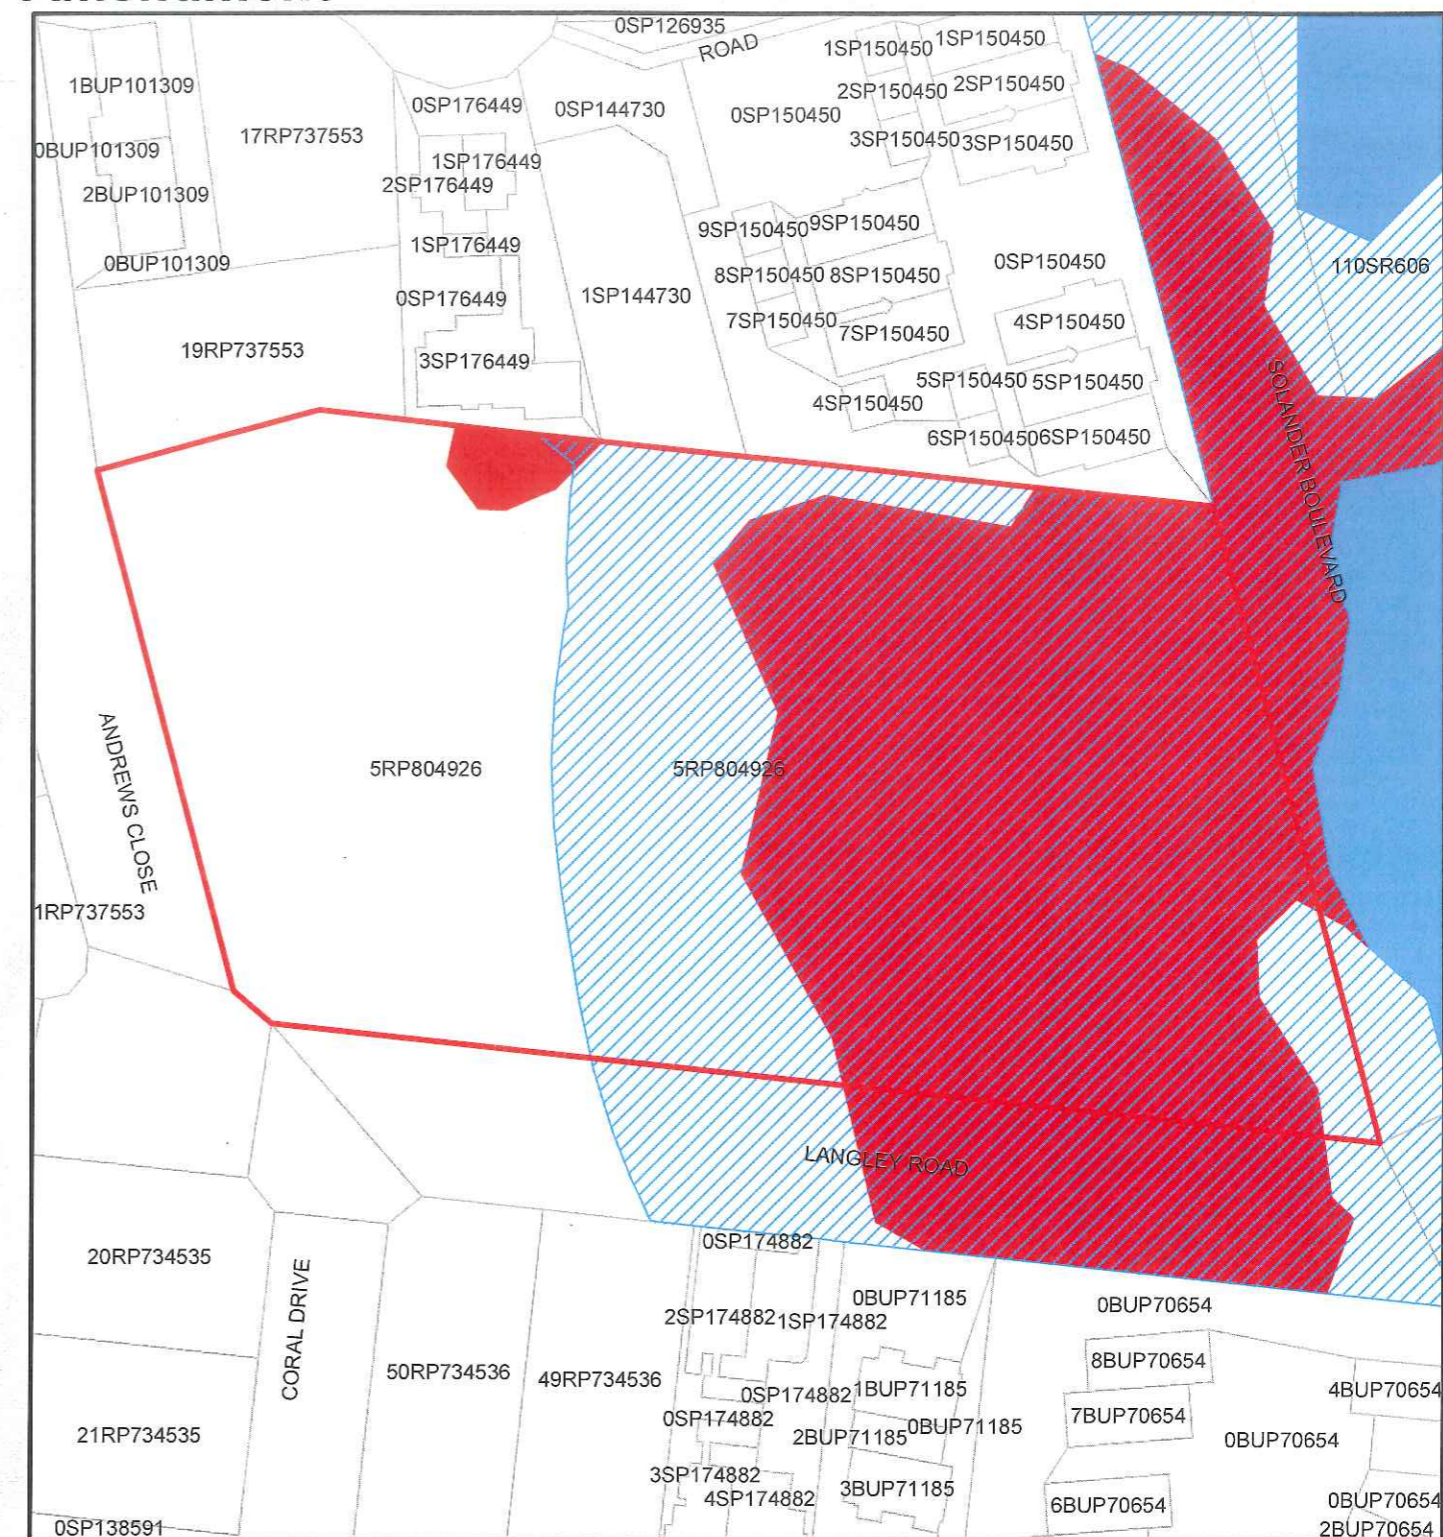 0SP126935
ROAD
1SP150450
1SP150450
1BUP101309
2SP150450
2SP150450
0SP176449
0SP144730
0SP150450
17RP737553
0BUP101309
3SP150450
3SP150450
1SP176449
2SP176449
2BUP101309
9SP150450
9SP150450
1SP176449
0BUP101309
0SP150450
110SR606
8SP150450
8SP150450
0SP176449
1SP144730
7SP150450
7SP150450
4SP150450
19RP737553
3SP176449
5SP150450
5SP150450
4SP150450
6SP150450
6SP150450
SOLANDER BOULEVARD
5RP804926
5RP804926
ANDREWS CLOSE
1RP737553
LANGLEY ROAD
20RP734535
0SP174882
0BUP71185
0BUP70654
2SP174882
1SP174882
CORAL DRIVE
8BUP70654
50RP734536
49RP734536
0SP174882
1BUP71185
4BUP70654
0SP174882
7BUP70654
21RP734535
2BUP71185
0BUP71185
0BUP70654
3SP174882
3BUP71185
4SP174882
6BUP70654
0BUP70654
0SP138591
2BUP70654